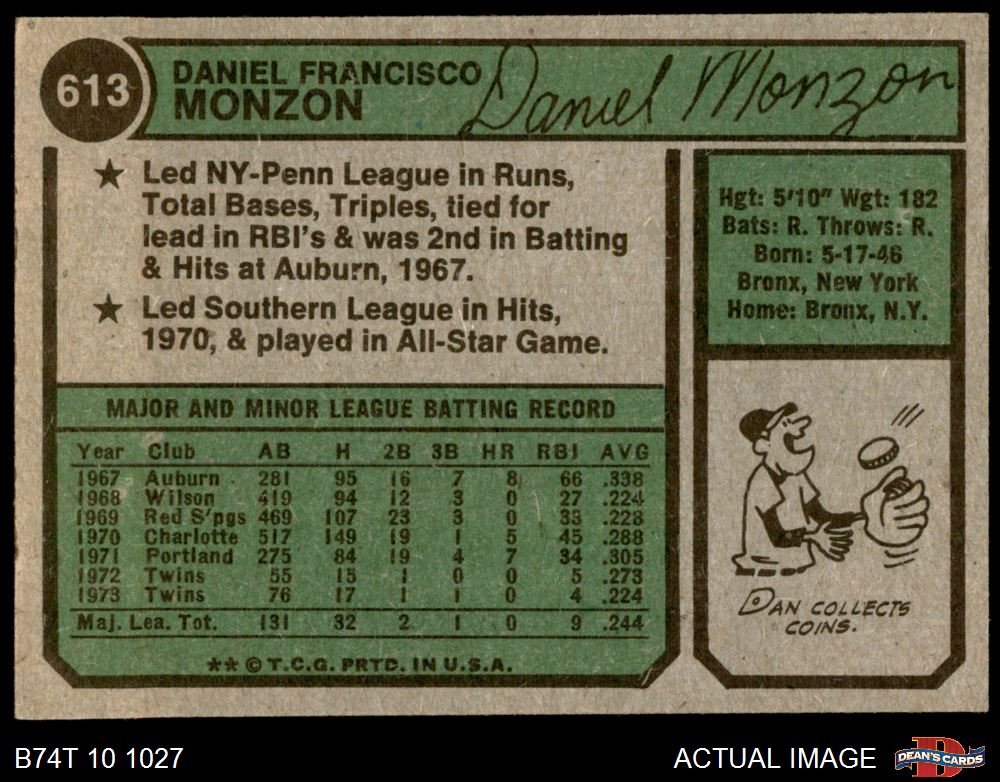 613
DANIEL FRANCISCO
MONZON
Daniel Monzon
★ Led NY-Penn League in Runs,
Total Bases, Triples, tied for
lead in RBI's & was 2nd in Batting
& Hits at Auburn, 1967.
★ Led Southern League in Hits,
1970, & played in All-Star Game.
Hgt: 5'10" Wgt: 182
Bats: R. Throws: R.
Born: 5-17-46
Bronx, New York
Home: Bronx, N.Y.
MAJOR AND MINOR LEAGUE BATTING RECORD
Year Club AB H 2B 3B HR RBI AVG
1967 Auburn 281 95 16 7 8 66 .338
1968 Wilson 419 94 12 3 0 27 .224
1969 Red S'pgs 469 107 23 3 0 33 .228
1970 Charlotte 517 149 19 1 5 45 .288
1971 Portland 275 84 19 4 7 34 .305
1972 Twins 55 15 1 0 0 5 .273
1973 Twins 76 17 1 1 0 4 .224
Maj. Lea. Tot. 131 32 2 1 0 9 .244
** © T.C.G. PRTD. IN U.S.A.
DAN COLLECTS
COINS.
B74T 10 1027
ACTUAL IMAGE
D
DEAN'S CARDS